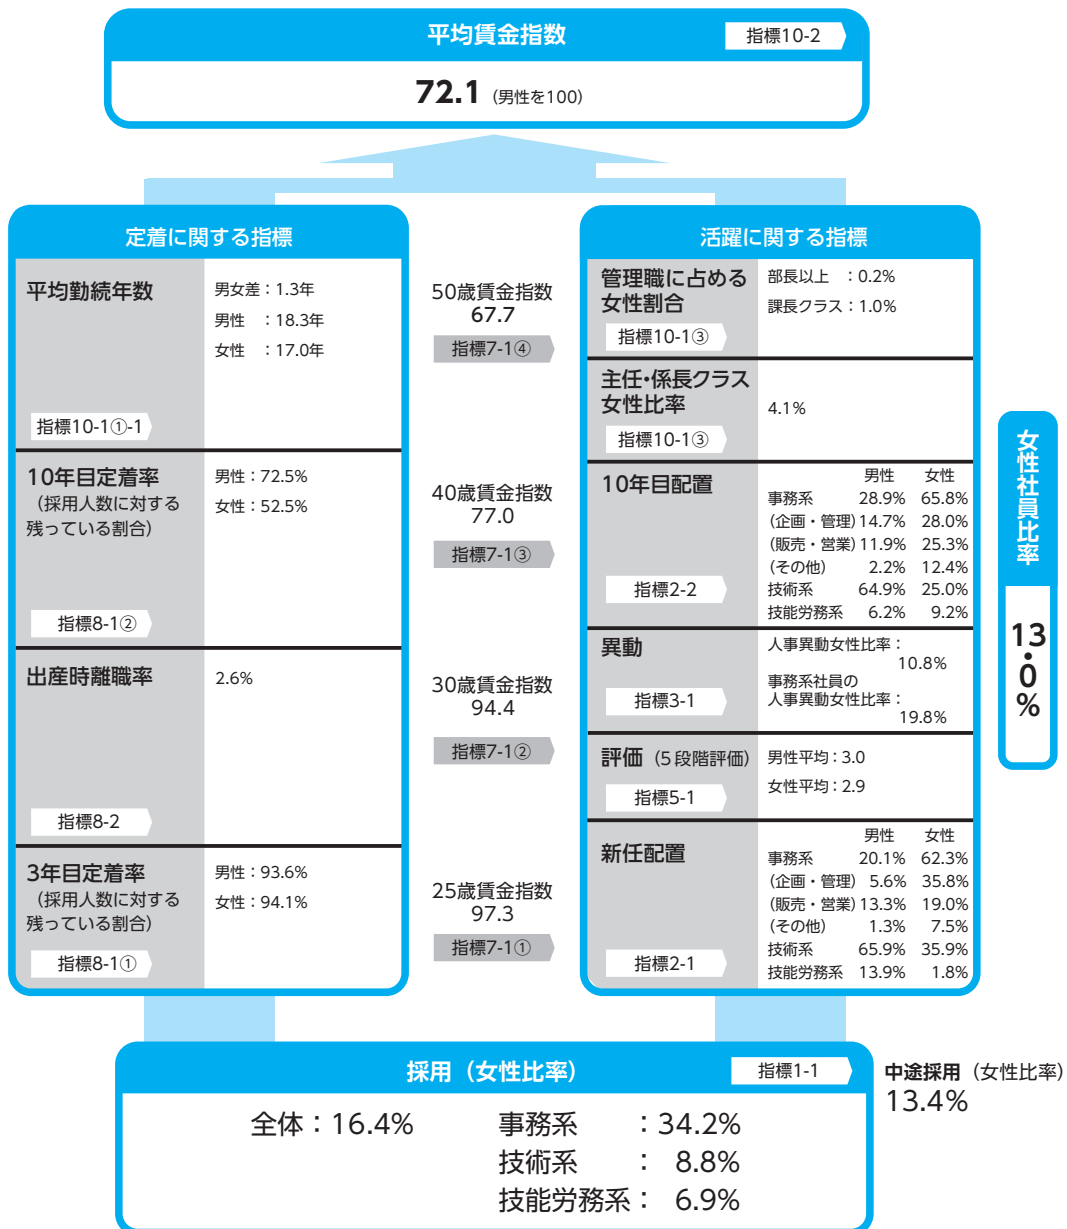 平均賃金指数
指標10-2
72.1 (男性を100)
定着に関する指標
平均勤続年数
男女差：1.3年
男性　：18.3年
女性　：17.0年
指標10-1①-1
10年目定着率
（採用人数に対する
残っている割合）
男性：72.5%
女性：52.5%
指標8-1②
出産時離職率
2.6%
指標8-2
3年目定着率
（採用人数に対する
残っている割合）
男性：93.6%
女性：94.1%
指標8-1①
50歳賃金指数
67.7
指標7-1④
40歳賃金指数
77.0
指標7-1③
30歳賃金指数
94.4
指標7-1②
25歳賃金指数
97.3
指標7-1①
活躍に関する指標
管理職に占める
女性割合
部長以上　：0.2%
課長クラス：1.0%
指標10-1③
主任・係長クラス
女性比率
4.1%
指標10-1③
10年目配置
男性 女性
事務系 28.9% 65.8%
(企画・管理) 14.7% 28.0%
(販売・営業) 11.9% 25.3%
(その他) 2.2% 12.4%
技術系 64.9% 25.0%
技能労務系 6.2% 9.2%
指標2-2
異動
人事異動女性比率：
10.8%
事務系社員の
人事異動女性比率：
19.8%
指標3-1
評価（5段階評価）
男性平均：3.0
女性平均：2.9
指標5-1
新任配置
男性 女性
事務系 20.1% 62.3%
(企画・管理) 5.6% 35.8%
(販売・営業) 13.3% 19.0%
(その他) 1.3% 7.5%
技術系 65.9% 35.9%
技能労務系 13.9% 1.8%
指標2-1
女性社員比率
13・0%
採用（女性比率）
指標1-1
全体：16.4%
事務系　　：34.2%
技術系　　： 8.8%
技能労務系： 6.9%
中途採用（女性比率）
13.4%